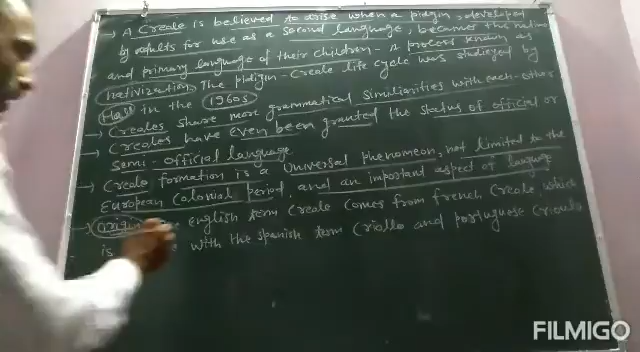 → A Creole is believed to arise when a pidgin, developed
by adults for use as a second language, becomes the native
and primary language of their children - A process known as
nativization. The pidgin - Creole life cycle was studied by
Hall in the 1960s
→ Creoles share more grammatical similarities with each-other
→ Creoles have even been granted the status of official or
semi - official language
→ Creole formation is a universal phenomeon, not limited to the
European Colonial period, and an important aspect of language
→ origin english term Creole comes from french Creole which
is with the spanish term Criollo and portuguese Crioulo
FILMIGO